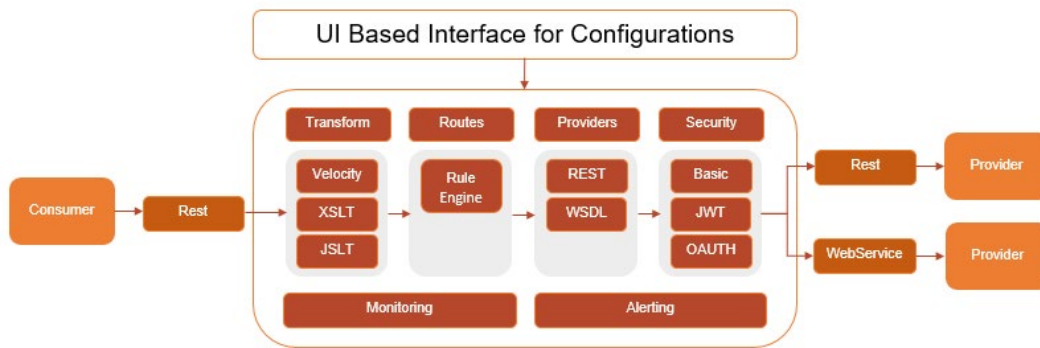 UI Based Interface for Configurations
Transform
Routes
Providers
Security
Velocity
XSLT
JSLT
Rule
Engine
REST
WSDL
Basic
JWT
OAUTH
Consumer
Rest
Rest
Provider
WebService
Provider
Monitoring
Alerting